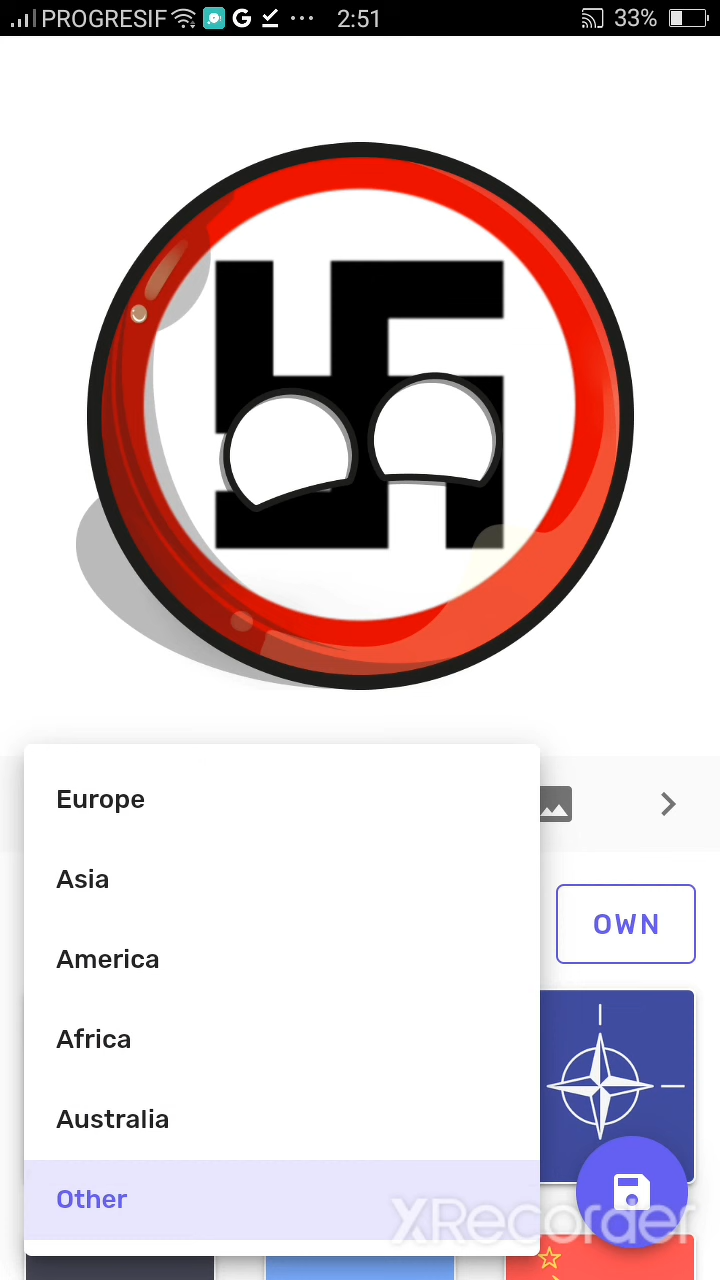 PROGRESIF G 2:51 33%
Europe
Asia
America
Africa
Australia
Other
OWN
XRecorder